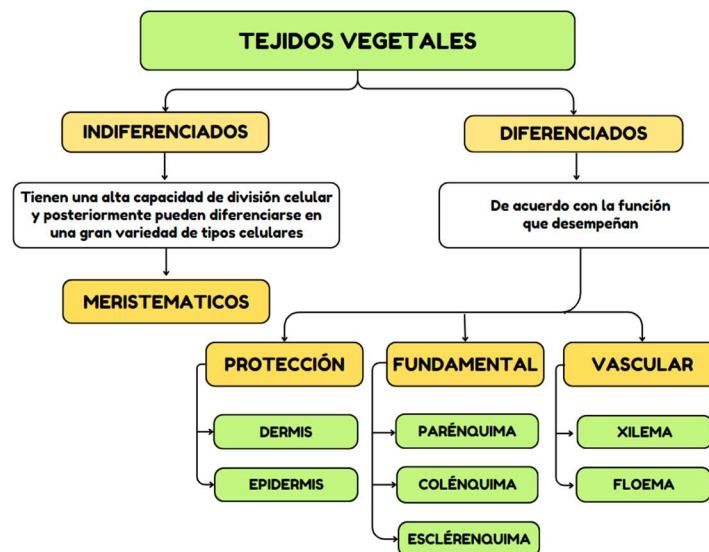 TEJIDOS VEGETALES
INDIFERENCIADOS
DIFERENCIADOS
Tienen una alta capacidad de división celular
y posteriormente pueden diferenciarse en
una gran variedad de tipos celulares
De acuerdo con la función
que desempeñan
MERISTEMATICOS
PROTECCIÓN
FUNDAMENTAL
VASCULAR
DERMIS
PARÉNQUIMA
XILEMA
EPIDERMIS
COLÉNQUIMA
FLOEMA
ESCLÉRENQUIMA